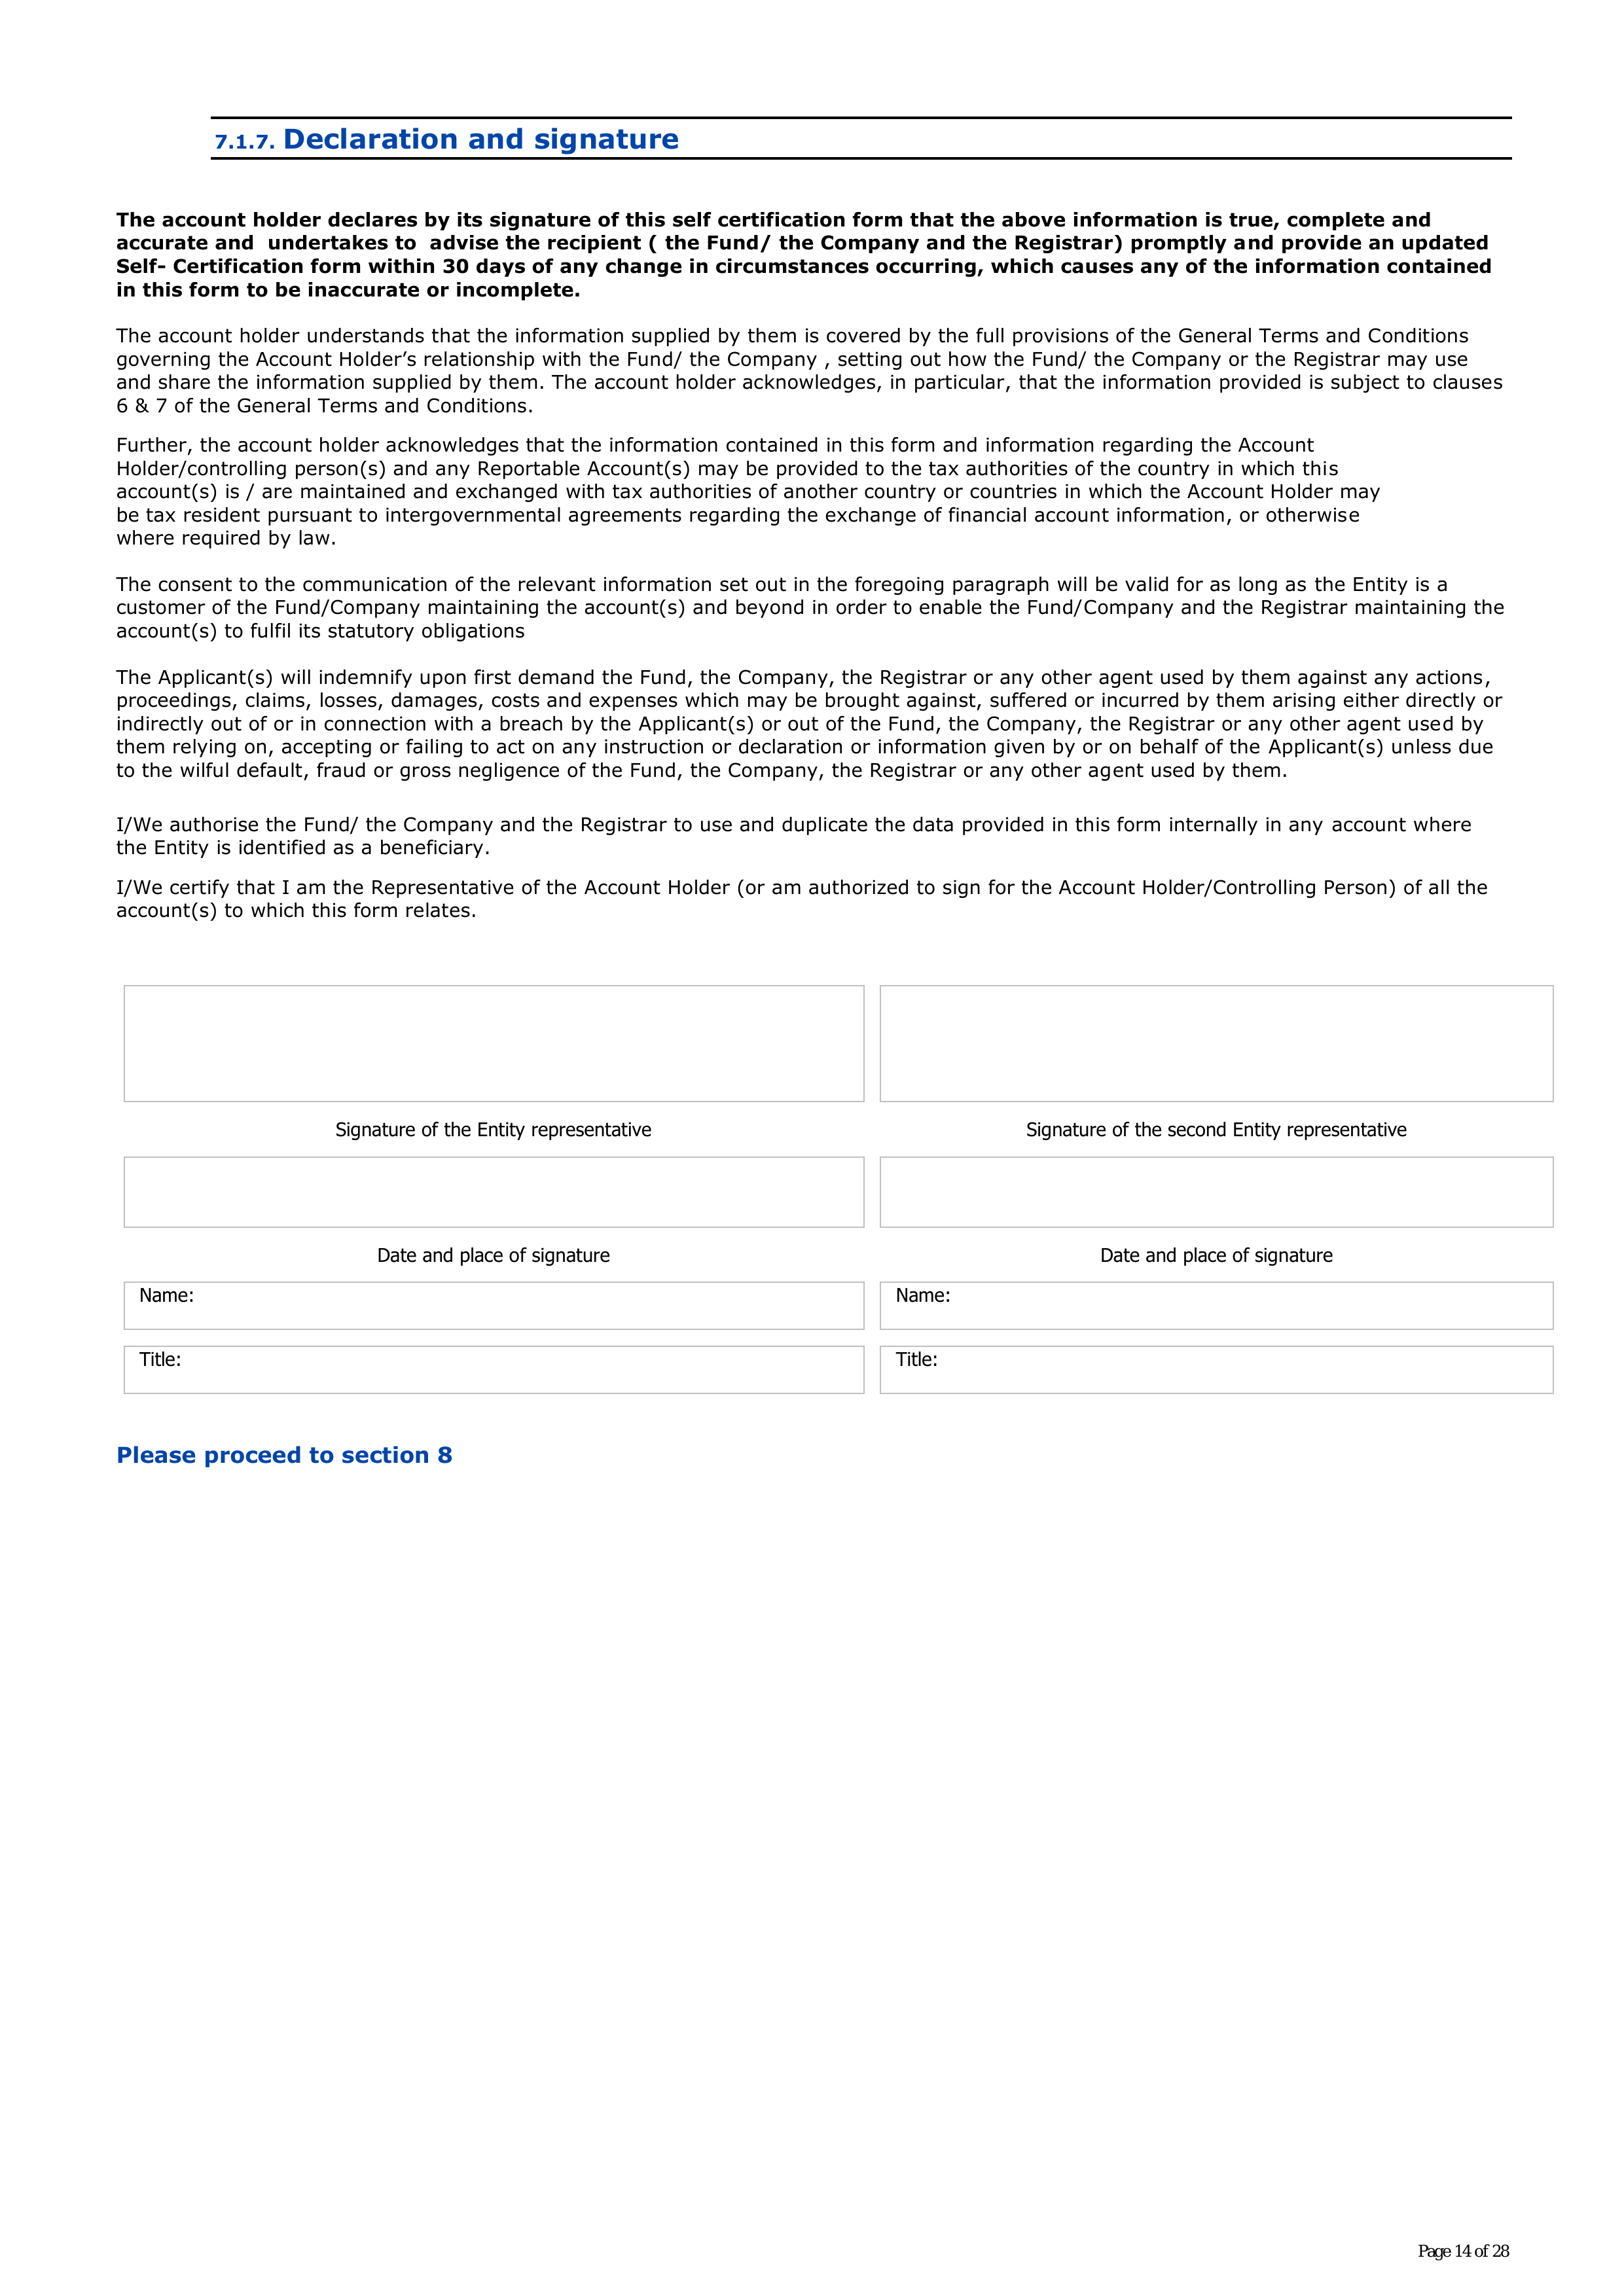 7.1.7. Declaration and signature
The account holder declares by its signature of this self certification form that the above information is true, complete and
accurate and  undertakes to  advise the recipient ( the Fund/ the Company and the Registrar) promptly and provide an updated
Self- Certification form within 30 days of any change in circumstances occurring, which causes any of the information contained
in this form to be inaccurate or incomplete.
The account holder understands that the information supplied by them is covered by the full provisions of the General Terms and Conditions
governing the Account Holder’s relationship with the Fund/ the Company , setting out how the Fund/ the Company or the Registrar may use
and share the information supplied by them. The account holder acknowledges, in particular, that the information provided is subject to clauses
6 & 7 of the General Terms and Conditions.
Further, the account holder acknowledges that the information contained in this form and information regarding the Account
Holder/controlling person(s) and any Reportable Account(s) may be provided to the tax authorities of the country in which this
account(s) is / are maintained and exchanged with tax authorities of another country or countries in which the Account Holder may
be tax resident pursuant to intergovernmental agreements regarding the exchange of financial account information, or otherwise
where required by law.
The consent to the communication of the relevant information set out in the foregoing paragraph will be valid for as long as the Entity is a
customer of the Fund/Company maintaining the account(s) and beyond in order to enable the Fund/Company and the Registrar maintaining the
account(s) to fulfil its statutory obligations
The Applicant(s) will indemnify upon first demand the Fund, the Company, the Registrar or any other agent used by them against any actions,
proceedings, claims, losses, damages, costs and expenses which may be brought against, suffered or incurred by them arising either directly or
indirectly out of or in connection with a breach by the Applicant(s) or out of the Fund, the Company, the Registrar or any other agent used by
them relying on, accepting or failing to act on any instruction or declaration or information given by or on behalf of the Applicant(s) unless due
to the wilful default, fraud or gross negligence of the Fund, the Company, the Registrar or any other agent used by them.
I/We authorise the Fund/ the Company and the Registrar to use and duplicate the data provided in this form internally in any account where
the Entity is identified as a beneficiary.
I/We certify that I am the Representative of the Account Holder (or am authorized to sign for the Account Holder/Controlling Person) of all the
account(s) to which this form relates.
Signature of the Entity representative
Signature of the second Entity representative
Date and place of signature
Date and place of signature
Name:
Name:
Title:
Title:
Please proceed to section 8
Page 14 of 28